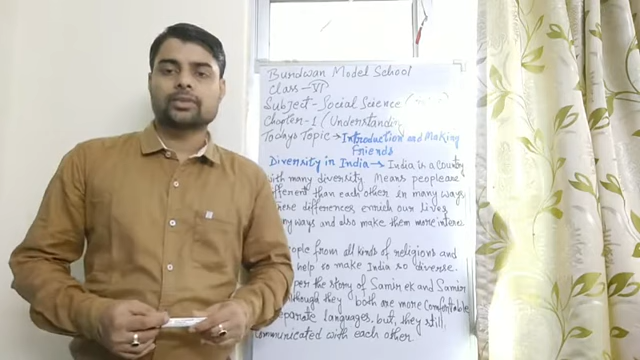 Burdwan Model School
Class - VI
Subject - Social Science
Chapter - 1 (Understanding
Todays Topic → Introduction and Making
Friends
Diversity in India → India is a country
with many diversity. Means people are
different than each other in many ways
these differences, enrich our lives
many ways and also make them more
people from all kinds of religions and
help so make India so diverse.
per the story of Samir ek and Samir
although they both are more comfortable
separate languages. but, they still
communicated with each other